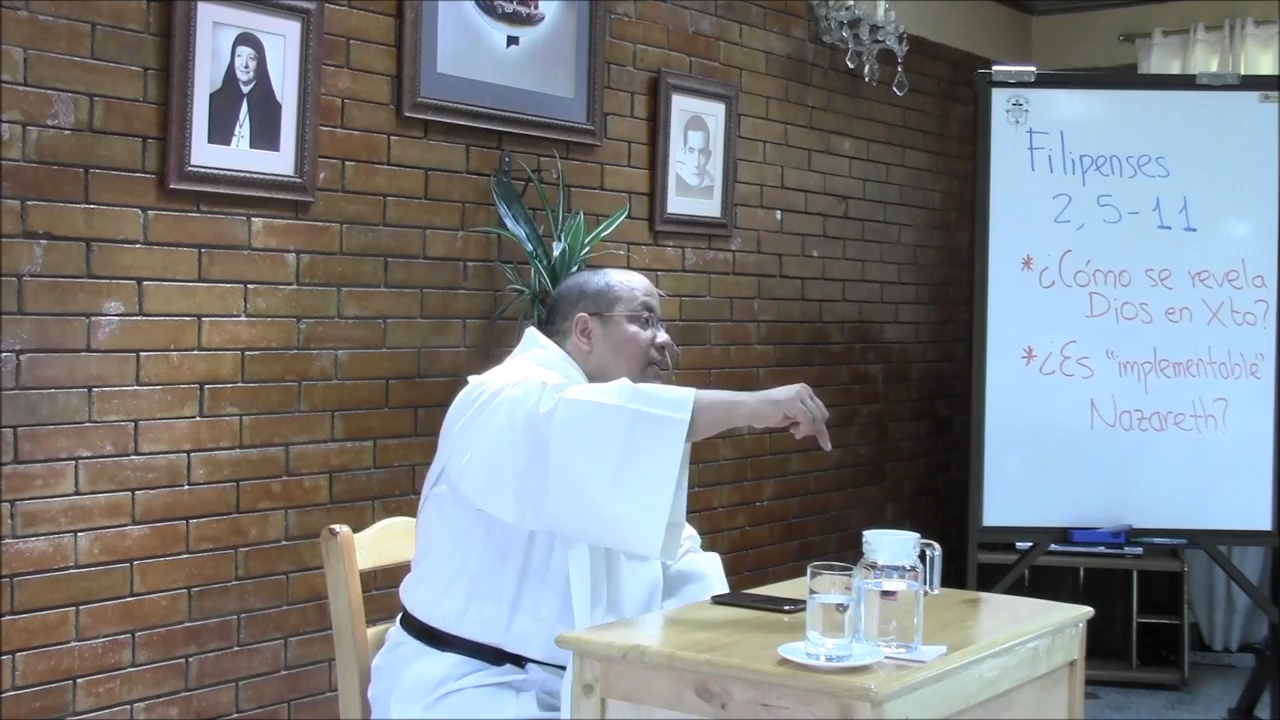 Filipenses
2, 5-11
*¿Cómo se revela
Dios en Xto?
*¿Es "implementable"
Nazareth?